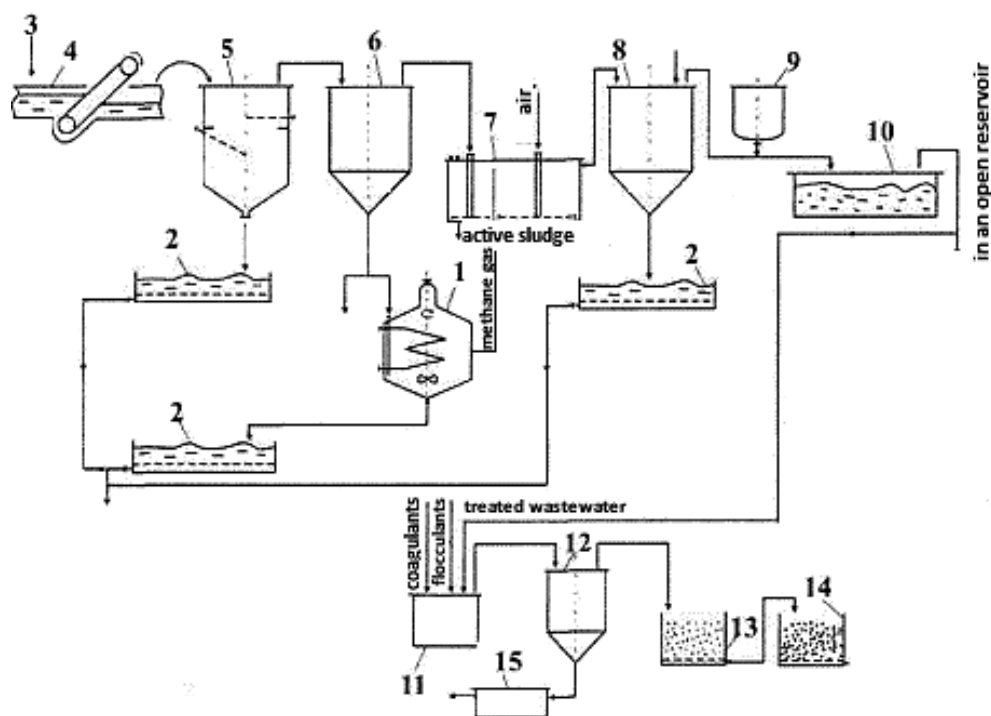 3
4
5
6
7
air
8
9
10
in an open reservoir
active sludge
2
1
methane gas
2
2
coagulants
flocculants
treated wastewater
11
12
13
14
15